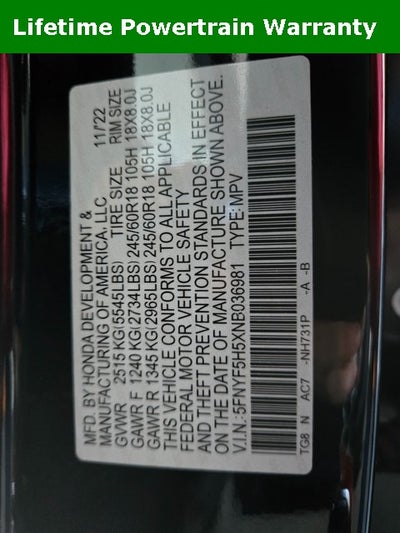 Lifetime Powertrain Warranty
MFD. BY HONDA DEVELOPMENT &
MANUFACTURING OF AMERICA, LLC 11/22
GVWR 2515 KG(5545LBS) TIRE SIZE RIM SIZE
GAWR F 1240 KG(2734LBS) 245/60R18 105H 18X8.0J
GAWR R 1345 KG(2965LBS) 245/60R18 105H 18X8.0J
THIS VEHICLE CONFORMS TO ALL APPLICABLE
FEDERAL MOTOR VEHICLE SAFETY
AND THEFT PREVENTION STANDARDS IN EFFECT
ON THE DATE OF MANUFACTURE SHOWN ABOVE.
V.I.N.: 5FNYF5H5XNB036981 TYPE: MPV
TG8 N AC7 -NH731P -A -B